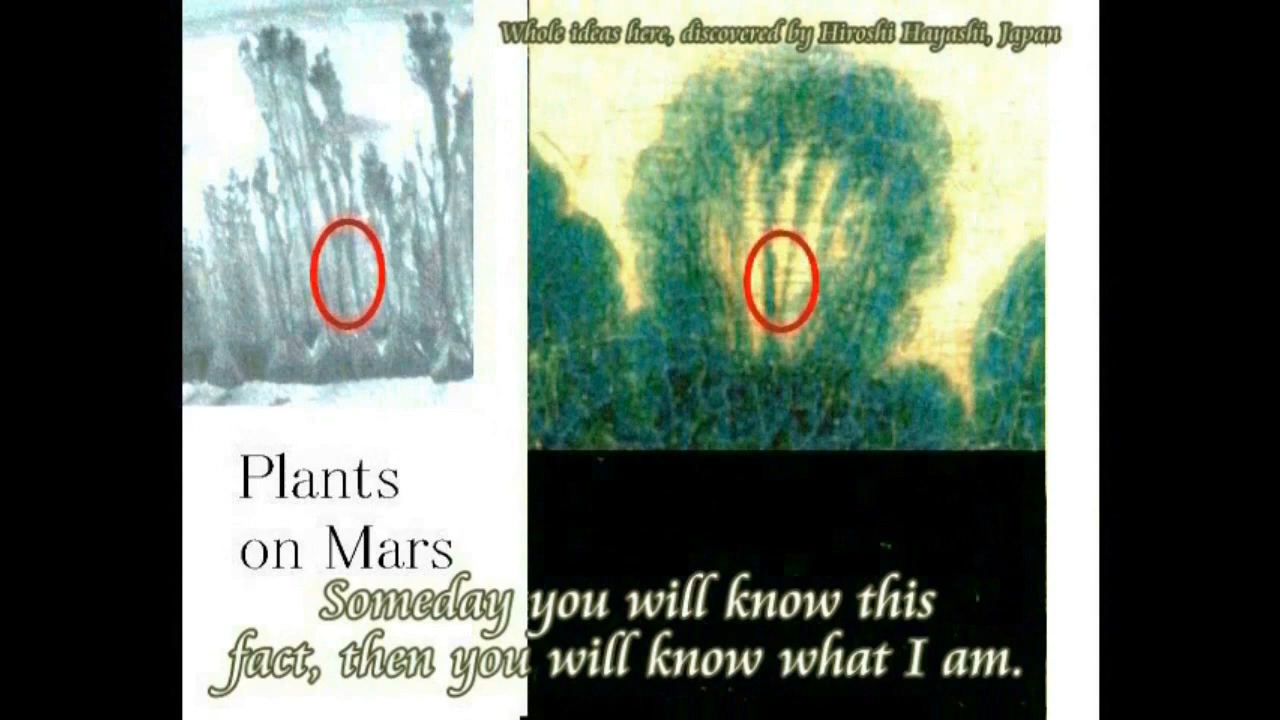 Whole ideas here, discovered by Hiroshi Hayashi, Japan
Plants
on Mars
Someday you will know this
fact, then you will know what I am.